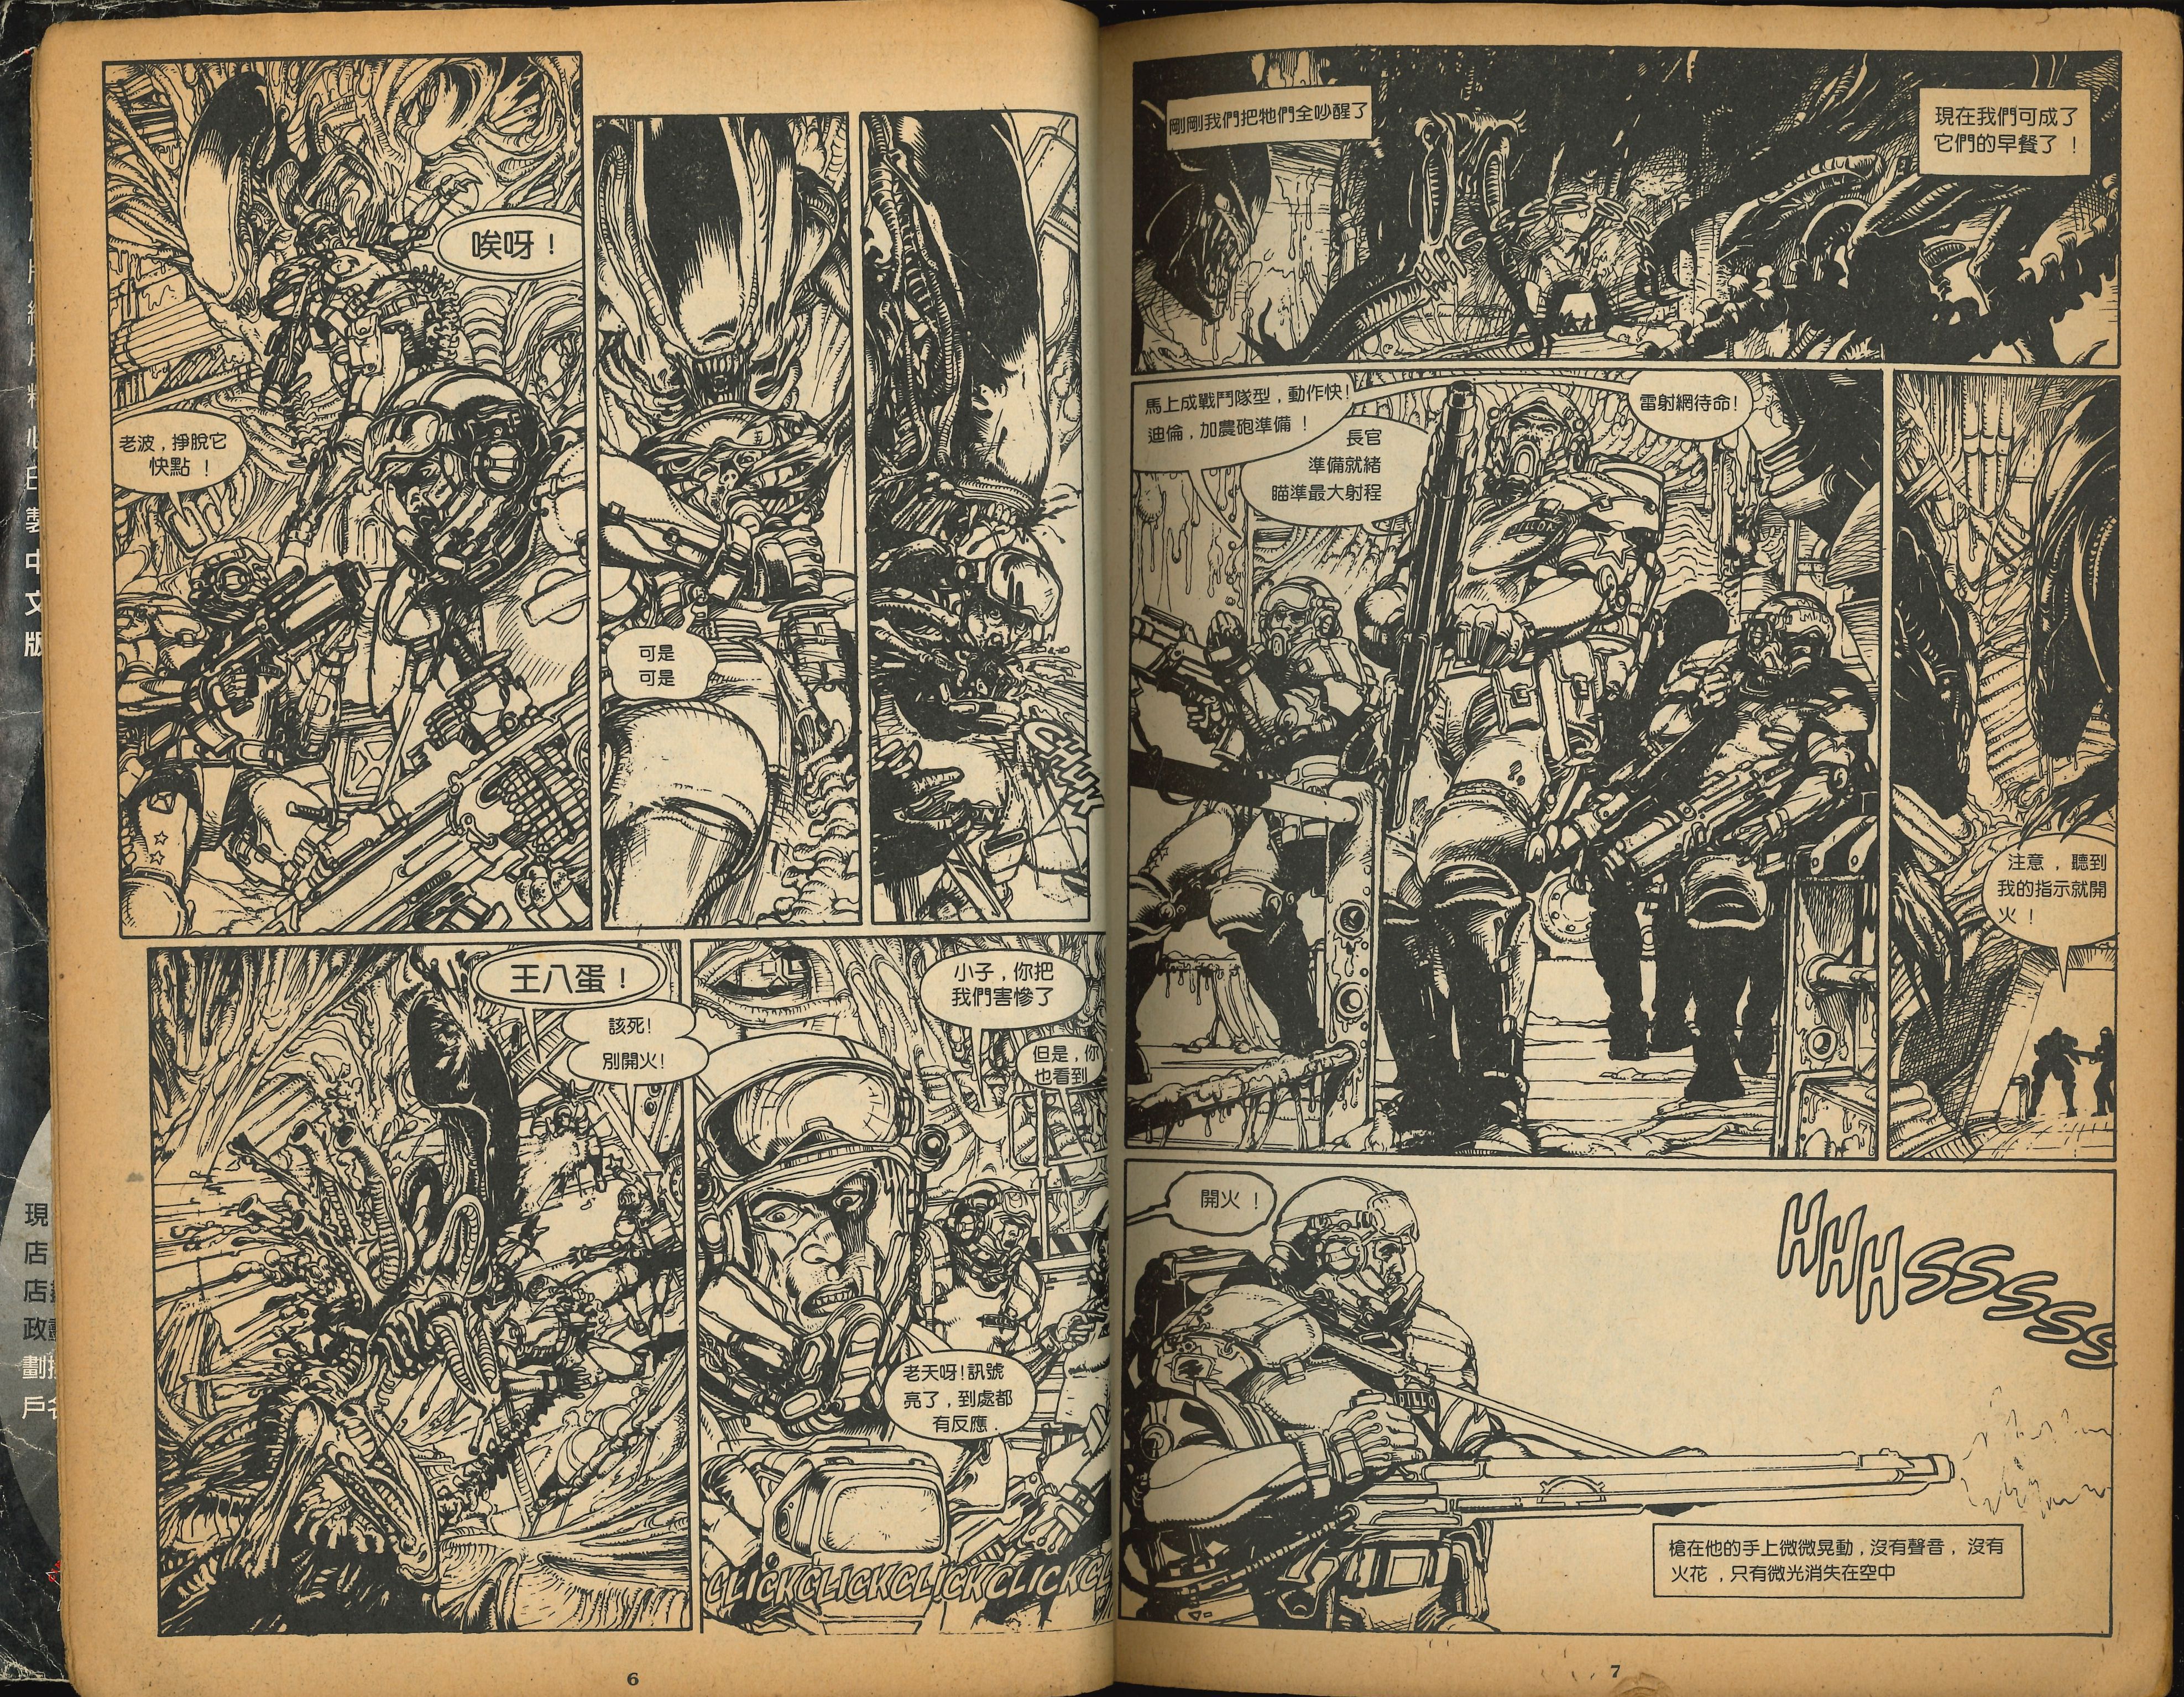 唉呀！
老波，掙脫它
快點！
可是
可是
CHUNK
王八蛋！
該死！
別開火！
小子，你把
我們害慘了
但是，你
也看到
老天呀！訊號
亮了，到處都
有反應．
CLICKCLICKCLICKCLICKCL
6
剛剛我們把牠們全吵醒了
現在我們可成了
它們的早餐了！
馬上成戰鬥隊型，動作快！
迪倫，加農砲準備！
長官
準備就緒
瞄準最大射程
雷射網待命！
注意，聽到
我的指示就開
火！
開火！
HHHSSSSSS
DILL
槍在他的手上微微晃動，沒有聲音，沒有
火花，只有微光消失在空中
7
製
中
文
版
現
店
店
政
劃
戶